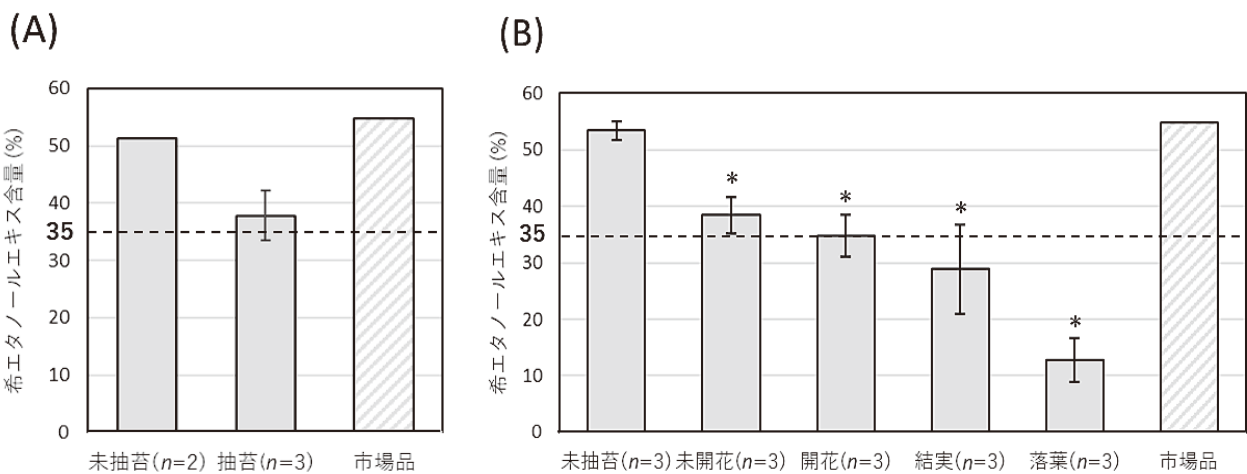 (A)
希エタノールエキス含量(%)
60
50
40
35
30
20
10
0
未抽苔(n=2) 抽苔(n=3) 市場品
(B)
希エタノールエキス含量(%)
60
50
40
35
30
20
10
0
* * * *
未抽苔(n=3) 未開花(n=3) 開花(n=3) 結実(n=3) 落葉(n=3) 市場品